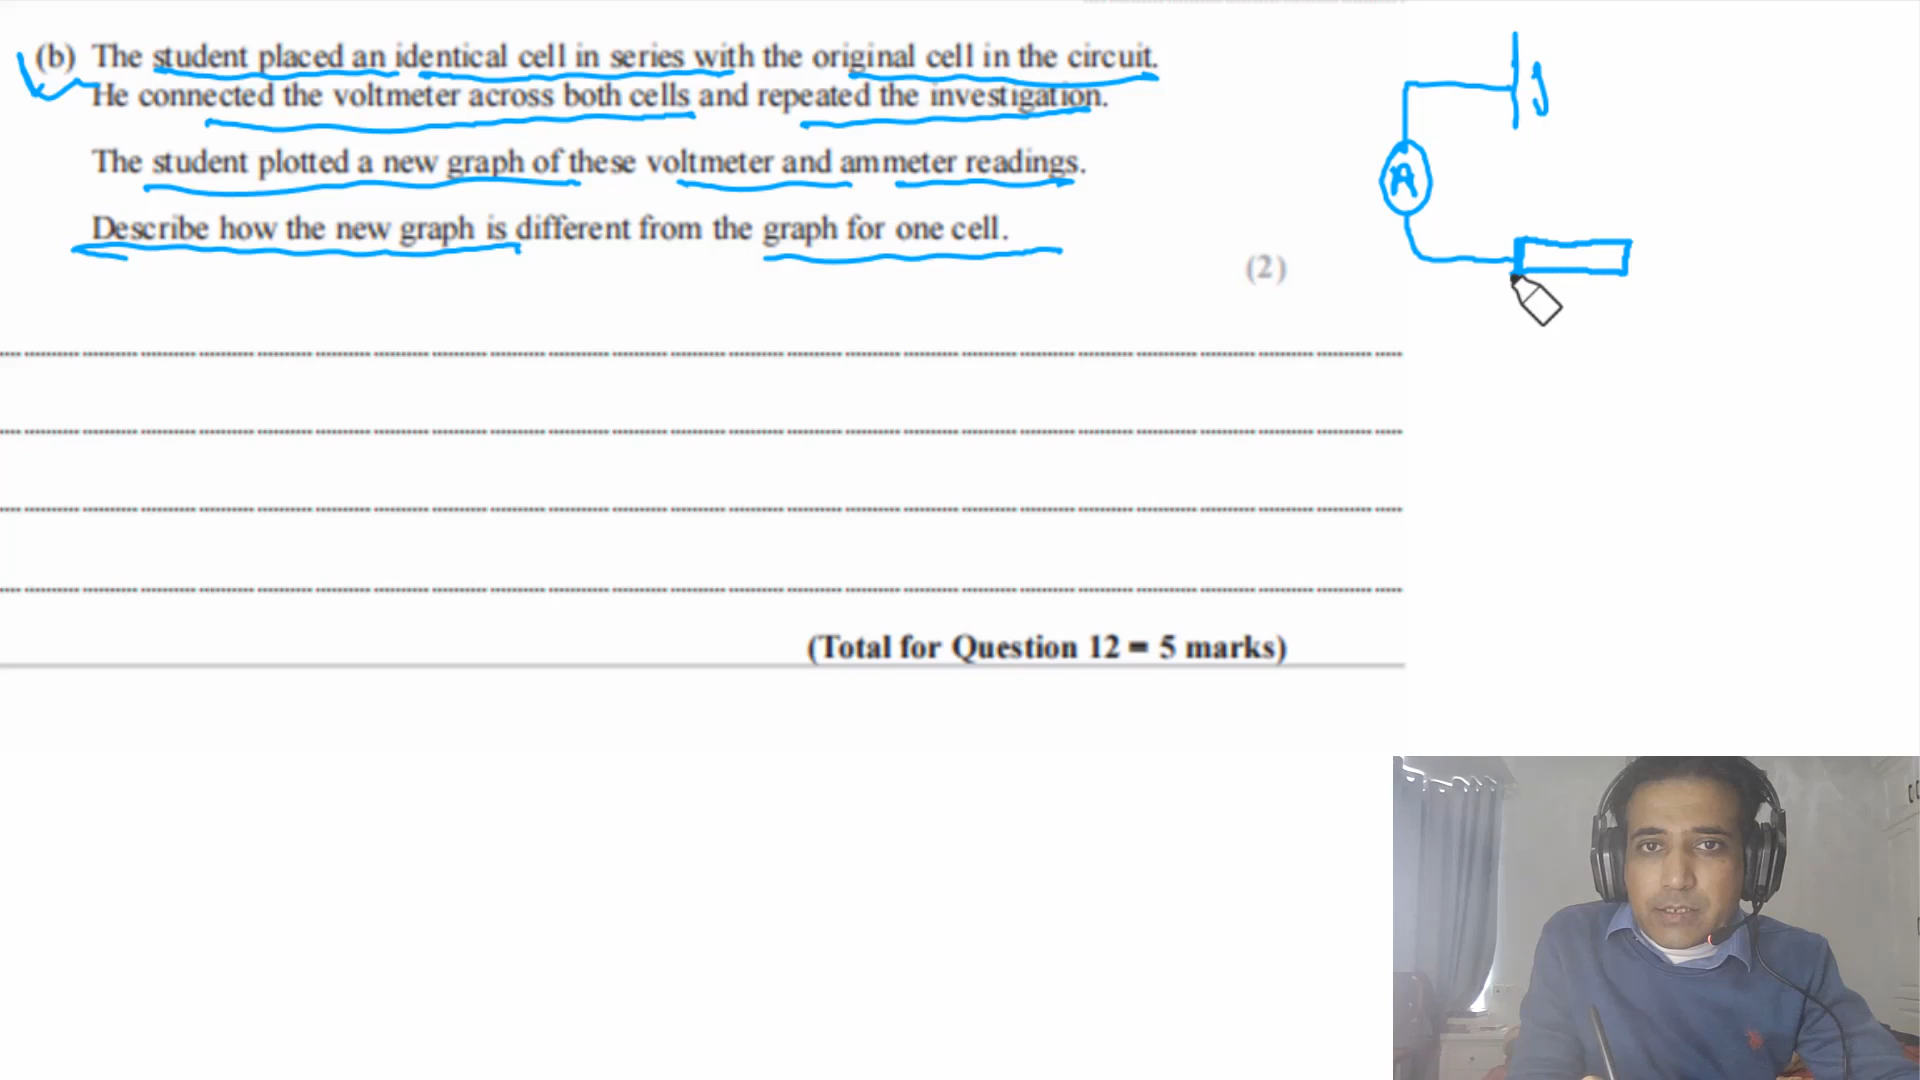 (b) The student placed an identical cell in series with the original cell in the circuit.
He connected the voltmeter across both cells and repeated the investigation.
The student plotted a new graph of these voltmeter and ammeter readings.
Describe how the new graph is different from the graph for one cell.
(2)
A
(Total for Question 12 = 5 marks)